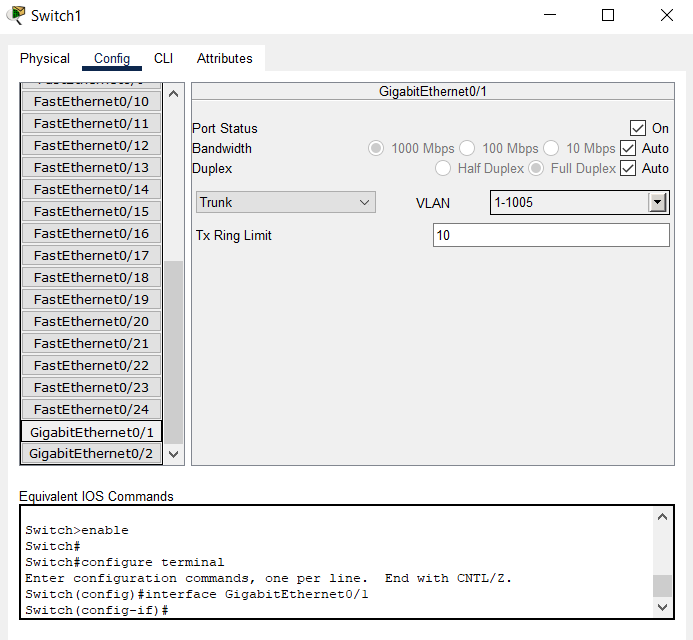 Switch1
Physical Config CLI Attributes
FastEthernet0/10
FastEthernet0/11
FastEthernet0/12
FastEthernet0/13
FastEthernet0/14
FastEthernet0/15
FastEthernet0/16
FastEthernet0/17
FastEthernet0/18
FastEthernet0/19
FastEthernet0/20
FastEthernet0/21
FastEthernet0/22
FastEthernet0/23
FastEthernet0/24
GigabitEthernet0/1
GigabitEthernet0/2
GigabitEthernet0/1
Port Status On
Bandwidth 1000 Mbps 100 Mbps 10 Mbps Auto
Duplex Half Duplex Full Duplex Auto
Trunk VLAN 1-1005
Tx Ring Limit 10
Equivalent IOS Commands
Switch>enable
Switch#
Switch#configure terminal
Enter configuration commands, one per line. End with CNTL/Z.
Switch(config)#interface GigabitEthernet0/1
Switch(config-if)#